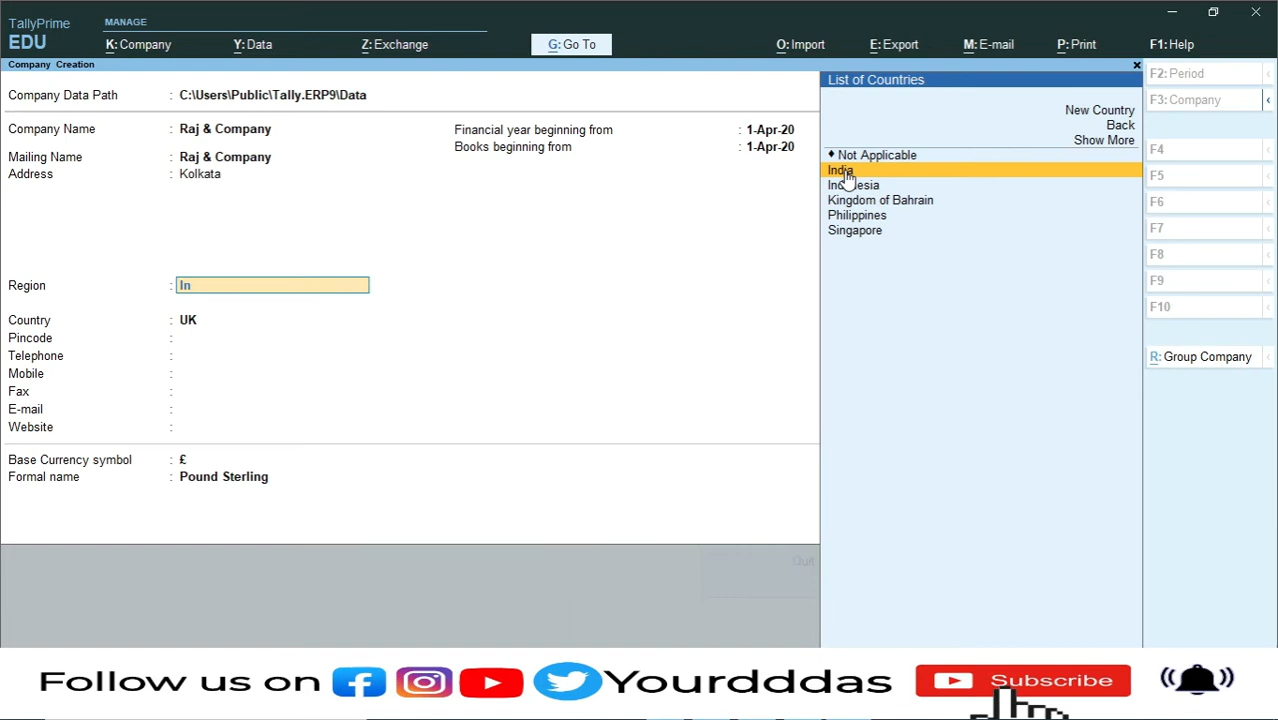 TallyPrime
EDU
MANAGE
K: Company
Y: Data
Z: Exchange
G: Go To
O: Import
E: Export
M: E-mail
P: Print
F1: Help
Company Creation
Company Data Path : C:\Users\Public\Tally.ERP9\Data
Company Name : Raj & Company
Financial year beginning from : 1-Apr-20
Books beginning from : 1-Apr-20
Mailing Name : Raj & Company
Address : Kolkata
Region : In
Country : UK
Pincode :
Telephone :
Mobile :
Fax :
E-mail :
Website :
Base Currency symbol : £
Formal name : Pound Sterling
Quit
List of Countries
New Country
Back
Show More
♦ Not Applicable
India
Indonesia
Kingdom of Bahrain
Philippines
Singapore
F2: Period
F3: Company
F4
F5
F6
F7
F8
F9
F10
R: Group Company
Follow us on Yourdddas Subscribe